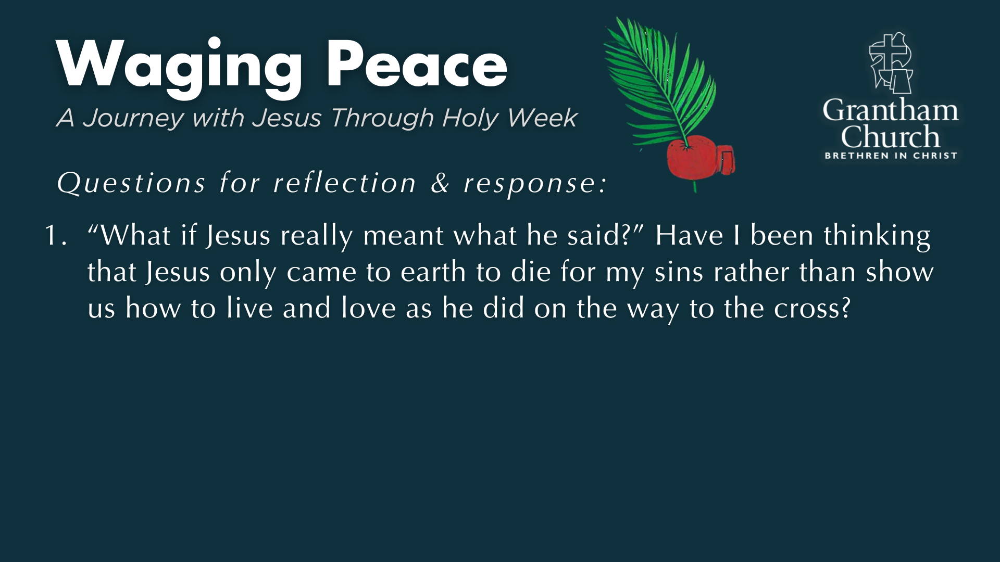 Waging Peace
A Journey with Jesus Through Holy Week
Grantham
Church
BRETHREN IN CHRIST
Questions for reflection & response:
1. “What if Jesus really meant what he said?” Have I been thinking
that Jesus only came to earth to die for my sins rather than show
us how to live and love as he did on the way to the cross?